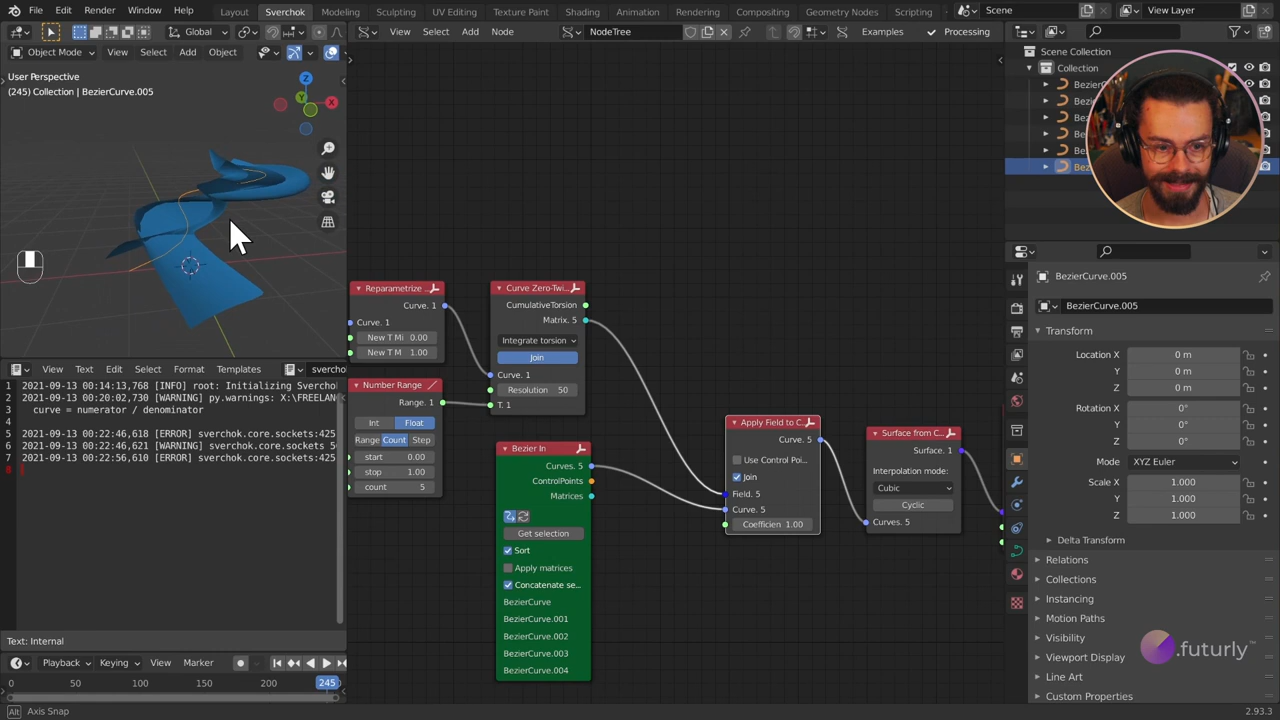 File Edit Render Window Help Layout Sverchok Modeling Sculpting UV Editing Texture Paint Shading Animation Rendering Compositing Geometry Nodes Scripting Scene View Layer
Global
View Select Add Node NodeTree Examples Processing
Object Mode View Select Add Object
User Perspective
(245) Collection | BezierCurve.005
Z
Y
X
Scene Collection
Collection
Reparametrize ..
Curve. 1
Curve. 1
New T Mi 0.00
New T M 1.00
Number Range
Range. 1
Int Float
Range Count Step
start 0.00
stop 1.00
count 5
Curve Zero-Twi..
CumulativeTorsion
Matrix. 5
Integrate torsion
Join
Curve. 1
Resolution 50
T. 1
Bezier In
Curves. 5
ControlPoints
Matrices
Get selection
Sort
Apply matrices
Concatenate se...
BezierCurve
BezierCurve.001
BezierCurve.002
BezierCurve.003
BezierCurve.004
Apply Field to C..
Curve. 5
Use Control Poi...
Join
Field. 5
Curve. 5
Coefficien 1.00
Surface from C...
Surface. 1
Interpolation mode:
Cubic
Cyclic
Curves. 5
View Text Edit Select Format Templates sverchok
1 2021-09-13 00:14:13,768 [INFO] root: Initializing Sverchok
2 2021-09-13 00:20:02,730 [WARNING] py.warnings: X:\FREELAN
3 curve = numerator / denominator
4
5 2021-09-13 00:22:46,618 [ERROR] sverchok.core.sockets:425
6 2021-09-13 00:22:46,621 [WARNING] sverchok.core.sockets
7 2021-09-13 00:22:56,610 [ERROR] sverchok.core.sockets:425
8
Text: Internal
Playback Keying View Marker
0 50 100 150 200 245
Alt Axis Snap
BezierCurve.005
BezierCurve.005
Transform
Location X 0 m
Y 0 m
Z 0 m
Rotation X 0°
Y 0°
Z 0°
Mode XYZ Euler
Scale X 1.000
Y 1.000
Z 1.000
Delta Transform
Relations
Collections
Instancing
Motion Paths
Visibility
Viewport Display
Line Art
Custom Properties
.futurly™
2.93.3